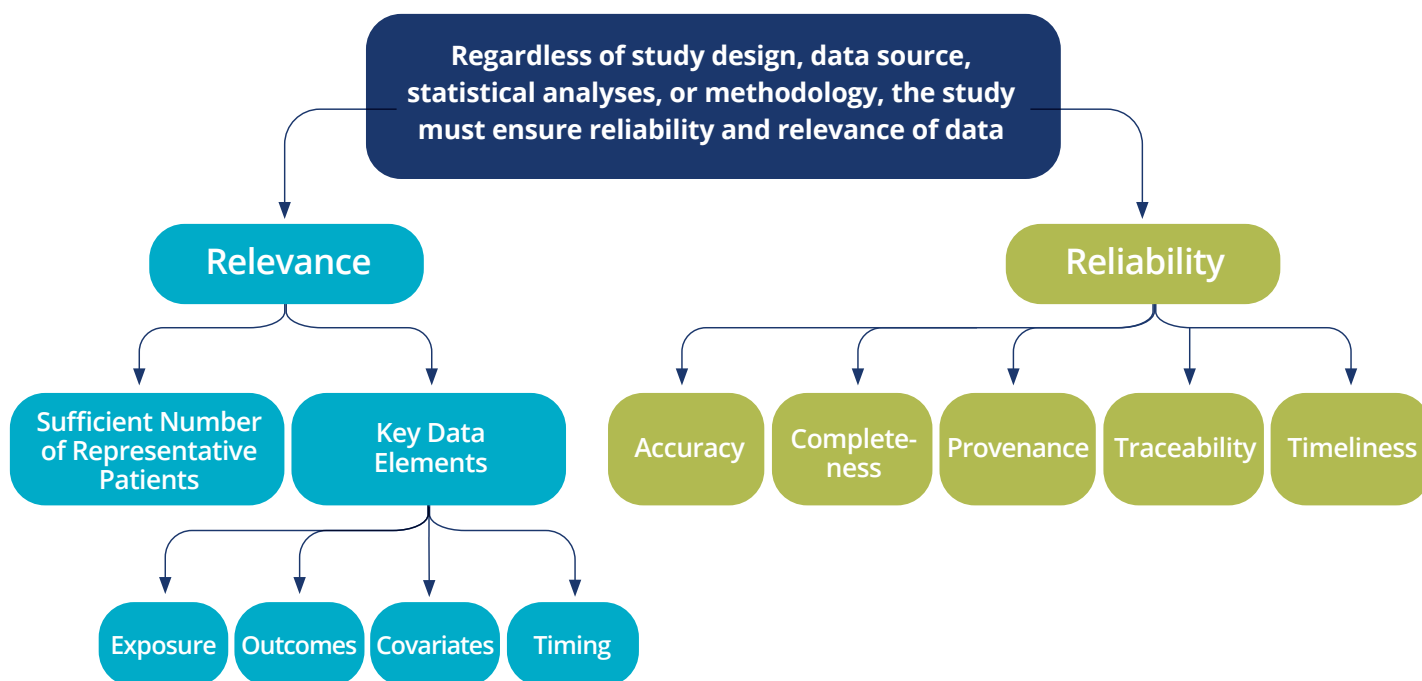 Regardless of study design, data source,
statistical analyses, or methodology, the study
must ensure reliability and relevance of data
Relevance
Reliability
Sufficient Number
of Representative
Patients
Key Data
Elements
Accuracy
Complete-
ness
Provenance
Traceability
Timeliness
Exposure
Outcomes
Covariates
Timing